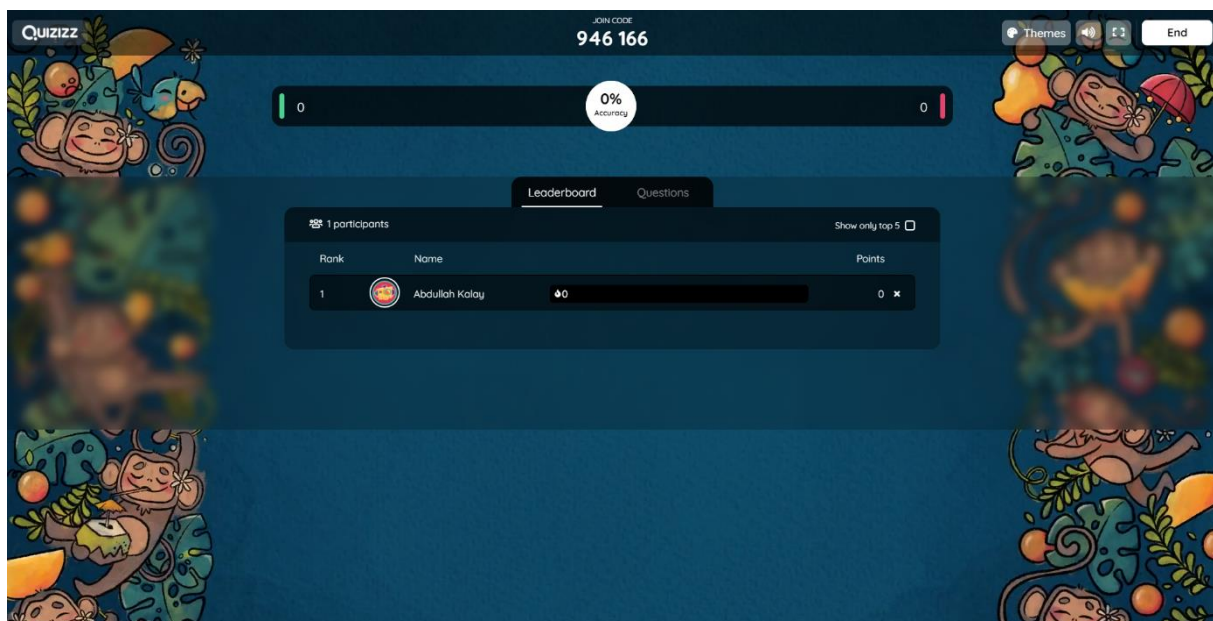 Quizizz
JOIN CODE
946 166
Themes
End
0
0%
Accuracy
0
Leaderboard Questions
1 participants
Show only top 5
Rank Name Points
1 Abdullah Kalay 0 0